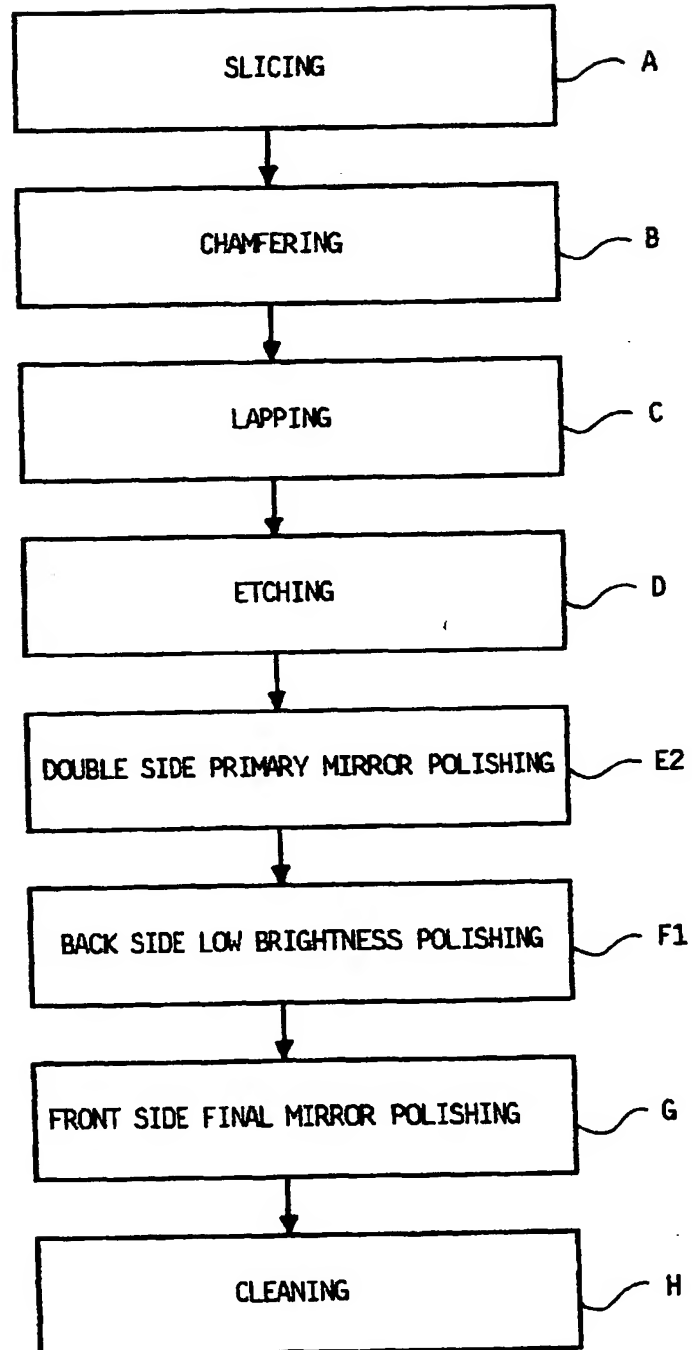 SLICING A
CHAMFERING B
LAPPING C
ETCHING D
DOUBLE SIDE PRIMARY MIRROR POLISHING E2
BACK SIDE LOW BRIGHTNESS POLISHING F1
FRONT SIDE FINAL MIRROR POLISHING G
CLEANING H